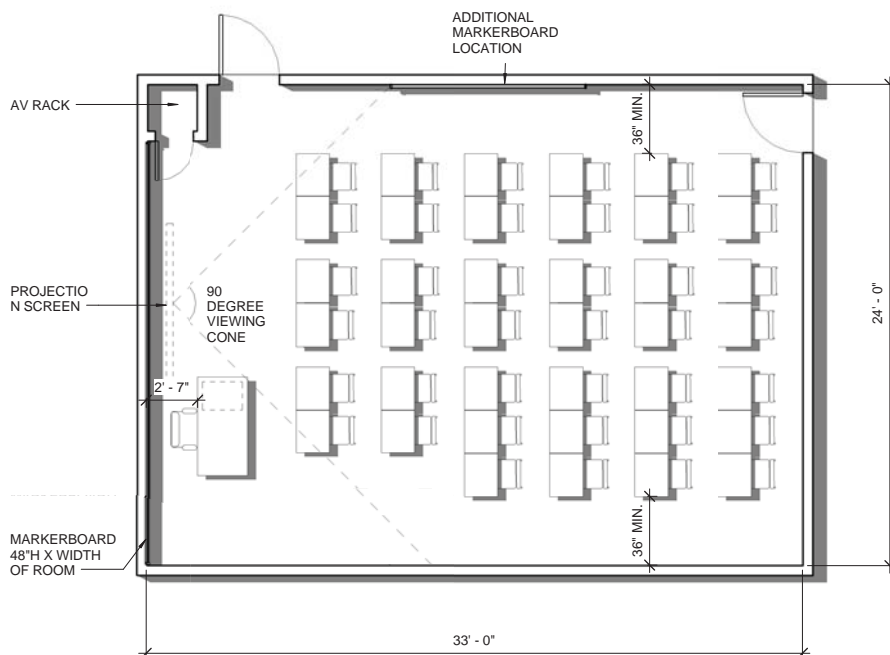 ADDITIONAL
MARKERBOARD
LOCATION
AV RACK
36" MIN.
PROJECTIO
N SCREEN
90
DEGREE
VIEWING
CONE
24' - 0"
2' - 7"
MARKERBOARD
48"H X WIDTH
OF ROOM
36" MIN.
33' - 0"